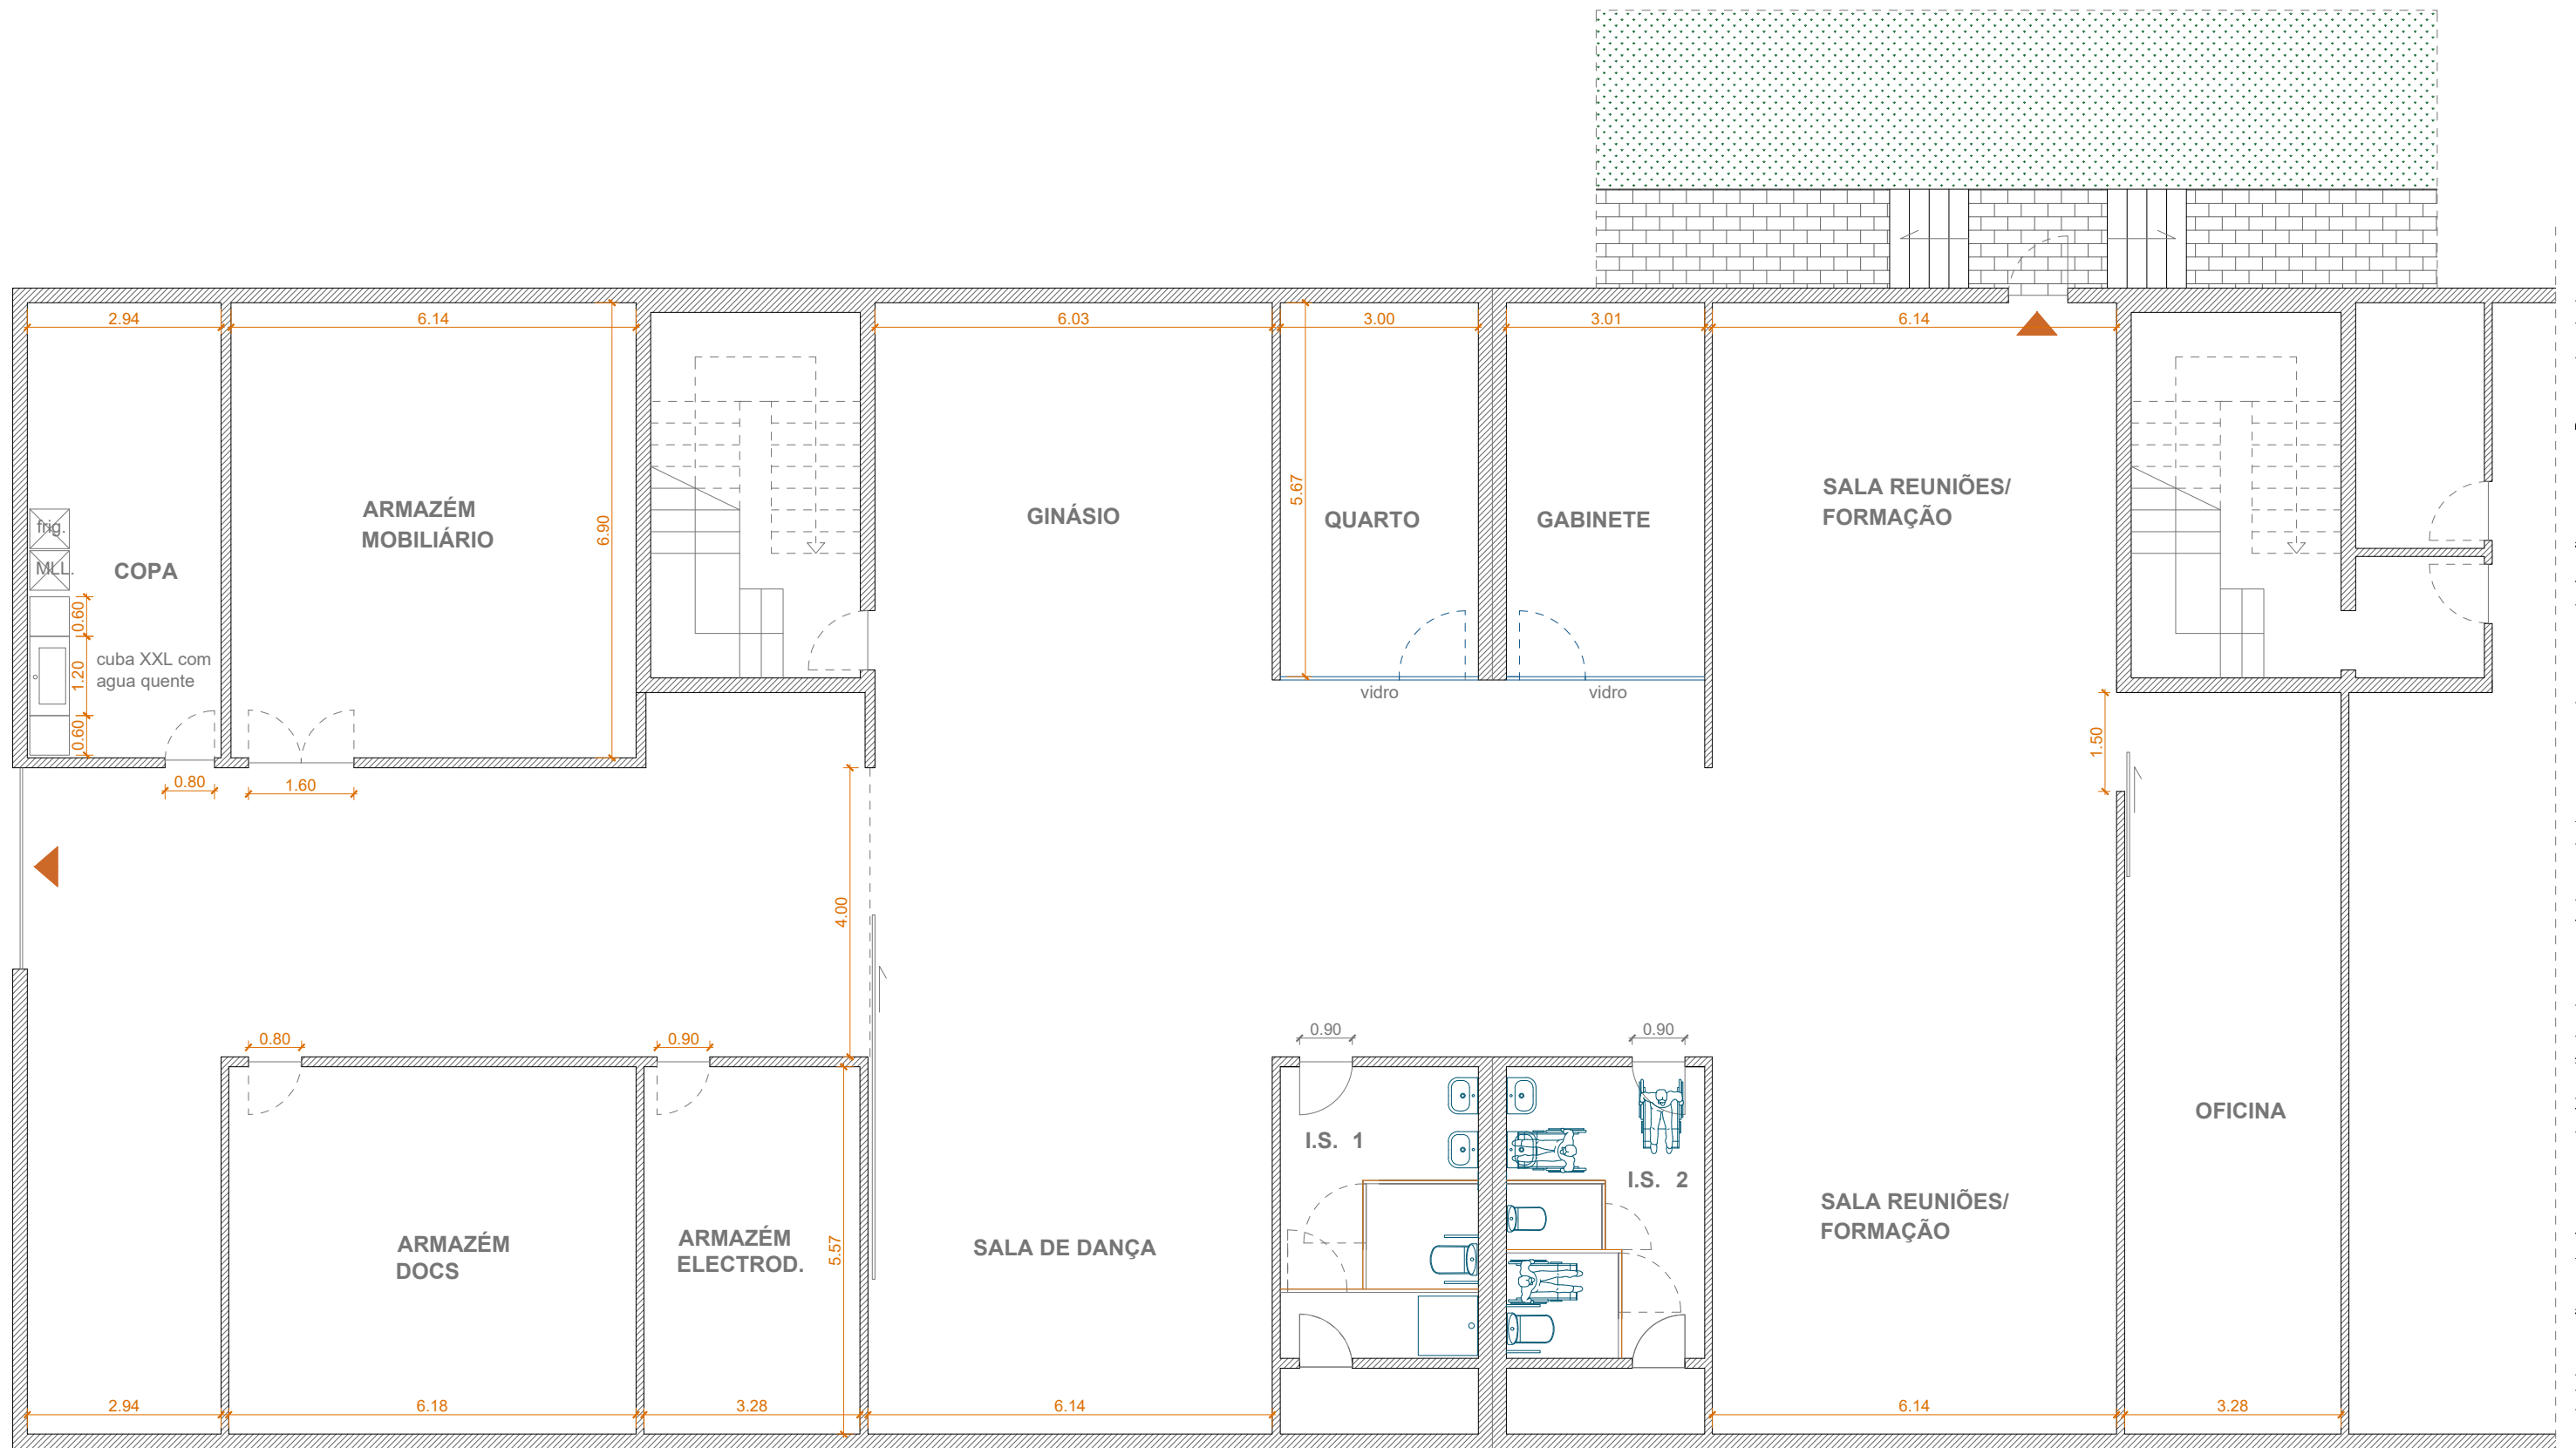 2.94
6.14
6.03
3.00
3.01
6.14
5.67
6.90
SALA REUNIÕES/
FORMAÇÃO
ARMAZÉM
MOBILIÁRIO
GINÁSIO
QUARTO
GABINETE
frig.
MLL.
COPA
0.60
1.20
0.60
cuba XXL com
agua quente
vidro
vidro
1.50
0.80
1.60
4.00
0.80
0.90
0.90
0.90
I.S. 1
I.S. 2
OFICINA
ARMAZÉM
DOCS
ARMAZÉM
ELECTROD.
5.57
SALA DE DANÇA
SALA REUNIÕES/
FORMAÇÃO
2.94
6.18
3.28
6.14
6.14
3.28